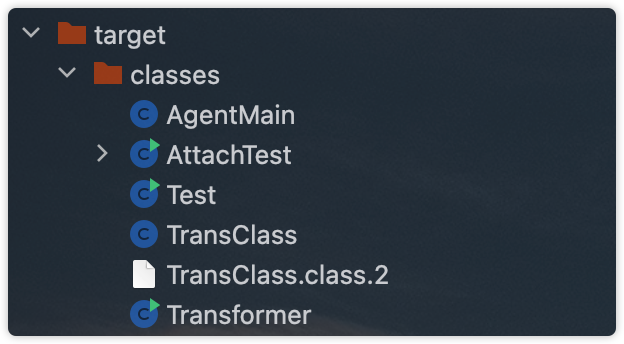 target
classes
AgentMain
AttachTest
Test
TransClass
TransClass.class.2
Transformer